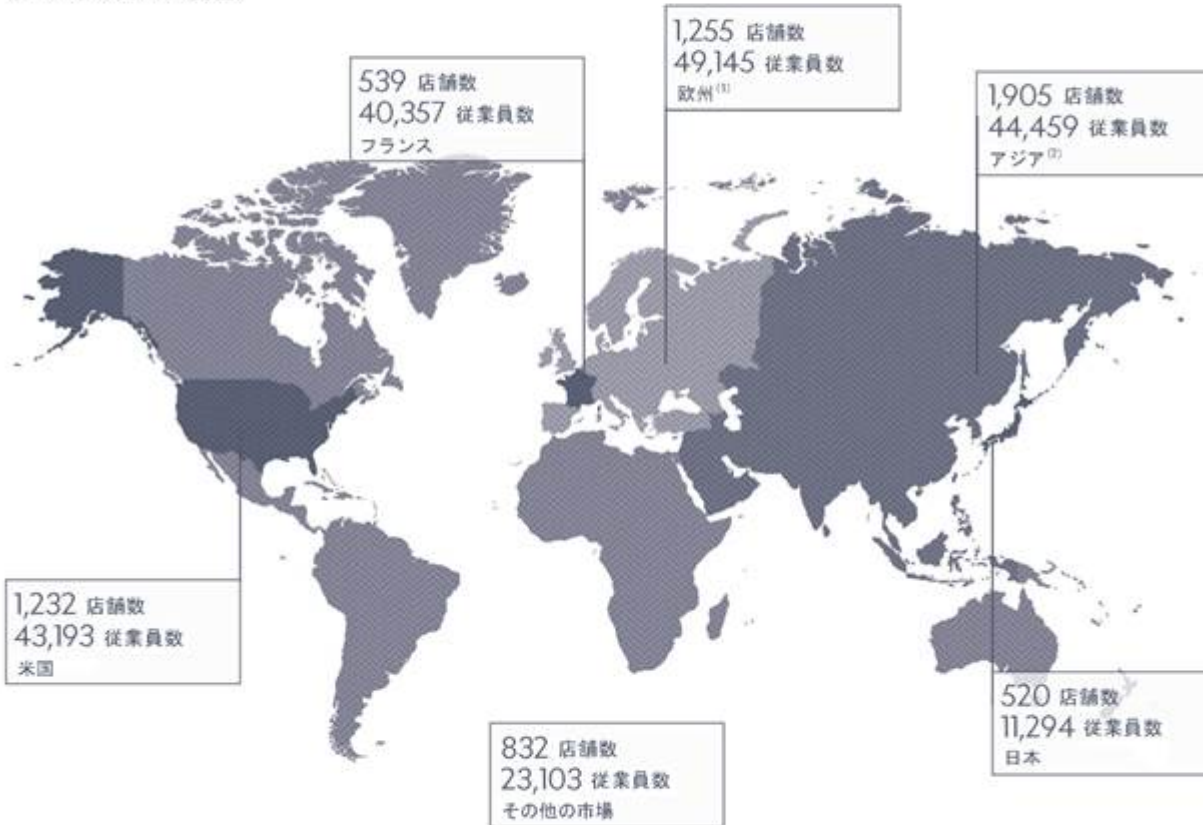 1,255 店舗数
49,145 従業員数
欧州(1)
539 店舗数
40,357 従業員数
フランス
1,905 店舗数
44,459 従業員数
アジア(2)
1,232 店舗数
43,193 従業員数
米国
520 店舗数
11,294 従業員数
日本
832 店舗数
23,103 従業員数
その他の市場